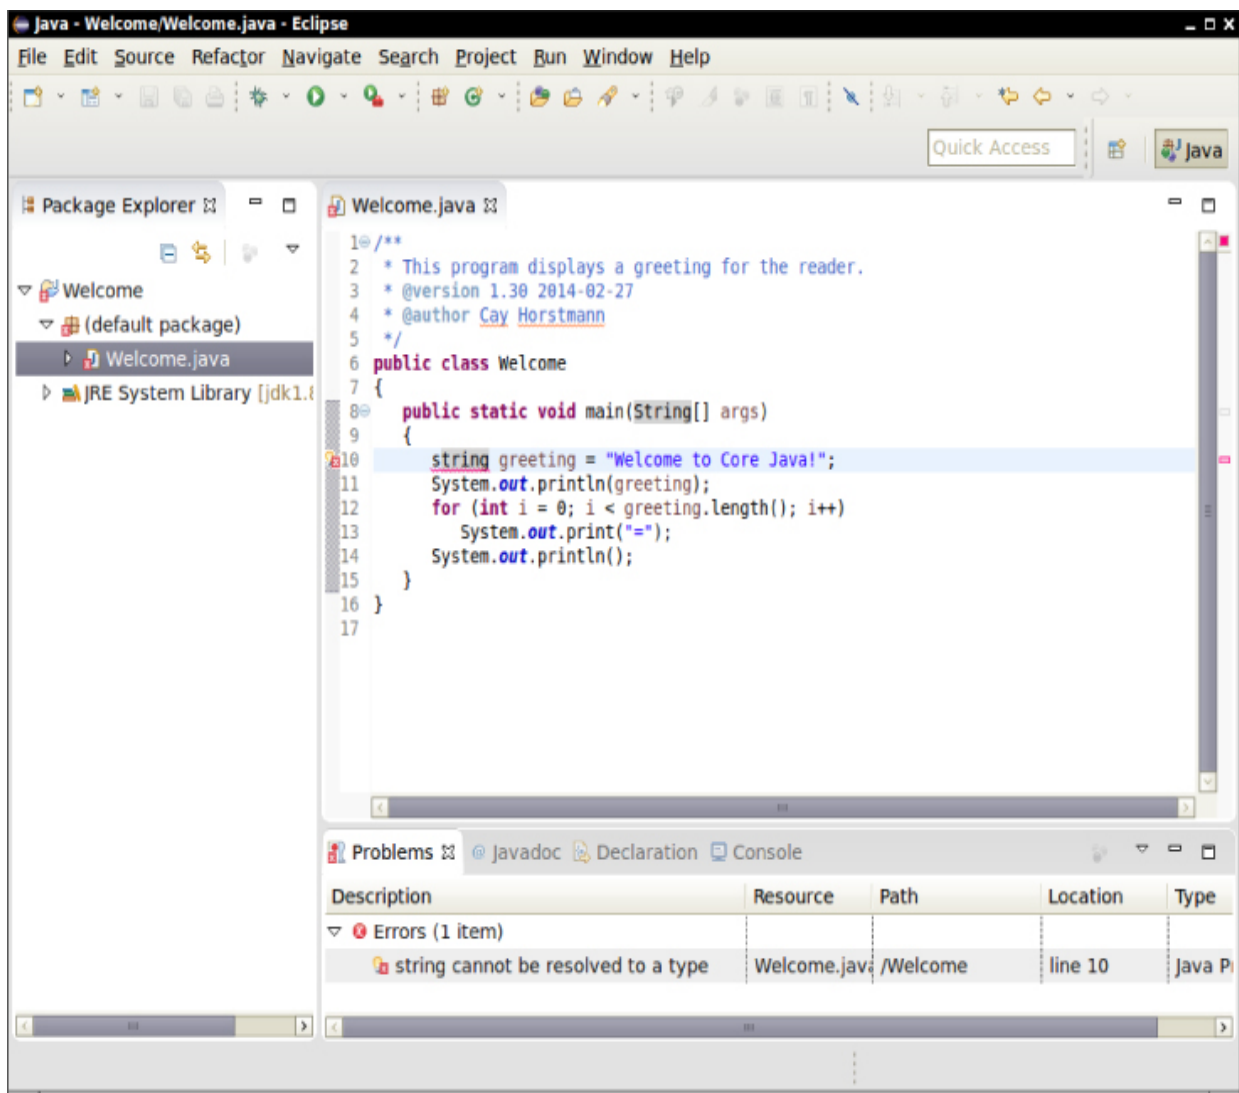 Java - Welcome/Welcome.java - Eclipse
File Edit Source Refactor Navigate Search Project Run Window Help
Quick Access
Java
Package Explorer
Welcome
(default package)
Welcome.java
JRE System Library [jdk1.8
Welcome.java
1 /**
2 * This program displays a greeting for the reader.
3 * @version 1.30 2014-02-27
4 * @author Cay Horstmann
5 */
6 public class Welcome
7 {
8 public static void main(String[] args)
9 {
10 string greeting = "Welcome to Core Java!";
11 System.out.println(greeting);
12 for (int i = 0; i < greeting.length(); i++)
13 System.out.print("=");
14 System.out.println();
15 }
16 }
17
Problems @ Javadoc Declaration Console
Description Resource Path Location Type
Errors (1 item)
string cannot be resolved to a type Welcome.java /Welcome line 10 Java P